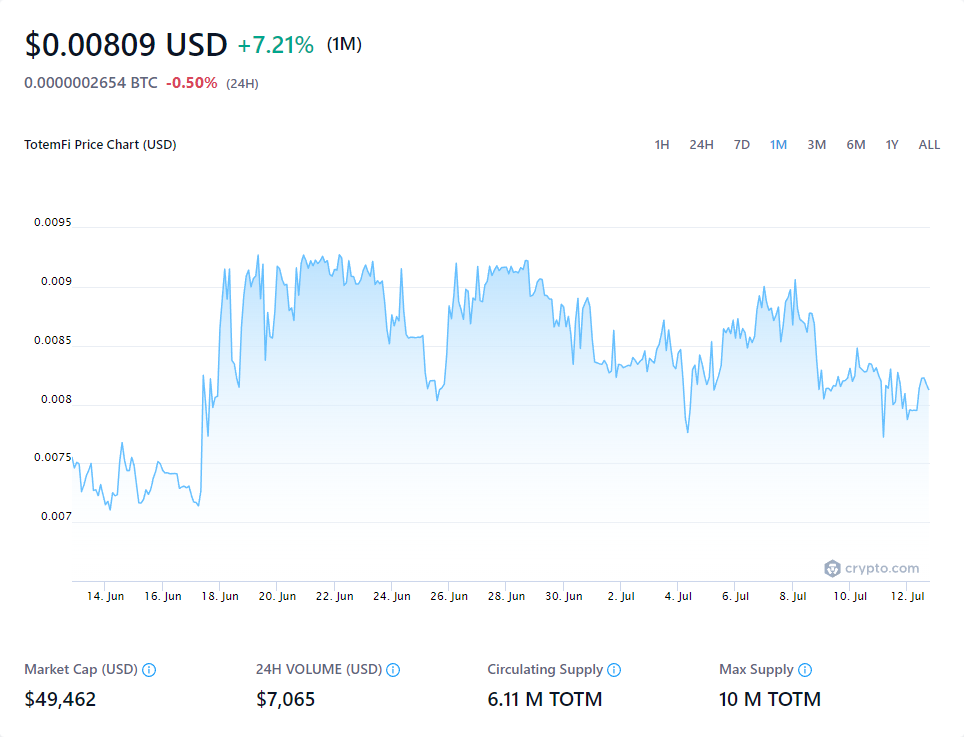 $0.00809 USD +7.21% (1M)
0.0000002654 BTC -0.50% (24H)
TotemFi Price Chart (USD) 1H 24H 7D 1M 3M 6M 1Y ALL
0.0095
0.009
0.0085
0.008
0.0075
0.007
crypto.com
14. Jun 16. Jun 18. Jun 20. Jun 22. Jun 24. Jun 26. Jun 28. Jun 30. Jun 2. Jul 4. Jul 6. Jul 8. Jul 10. Jul 12. Jul
Market Cap (USD) 24H VOLUME (USD) Circulating Supply Max Supply
$49,462 $7,065 6.11 M TOTM 10 M TOTM